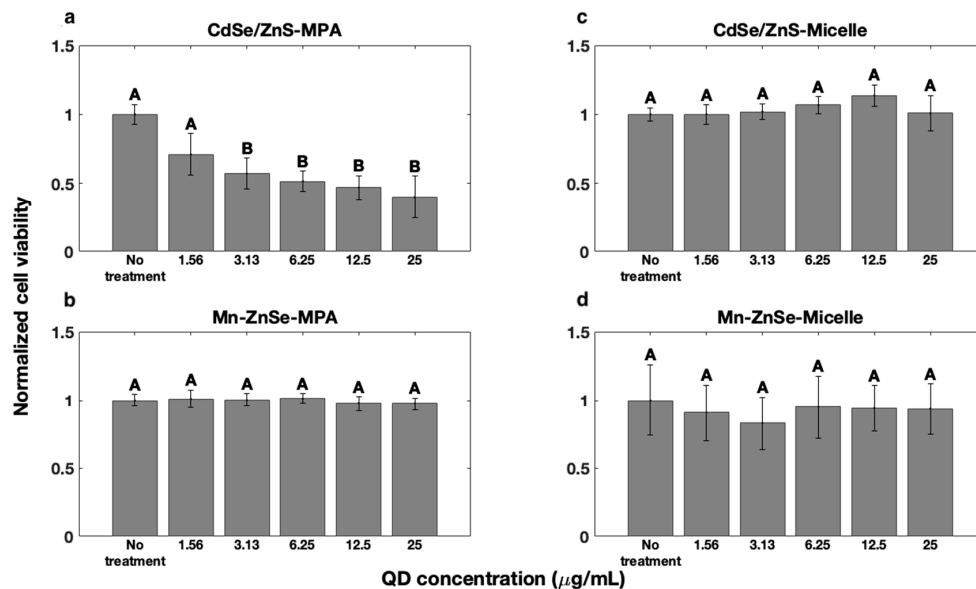 a
CdSe/ZnS-MPA
1.5
1
0.5
0
A
A
B
B
B
B
No treatment
1.56
3.13
6.25
12.5
25
c
CdSe/ZnS-Micelle
1.5
1
0.5
0
A
A
A
A
A
A
No treatment
1.56
3.13
6.25
12.5
25
b
Mn-ZnSe-MPA
1.5
1
0.5
0
A
A
A
A
A
A
No treatment
1.56
3.13
6.25
12.5
25
d
Mn-ZnSe-Micelle
1.5
1
0.5
0
A
A
A
A
A
A
No treatment
1.56
3.13
6.25
12.5
25
Normalized cell viability
QD concentration (μg/mL)